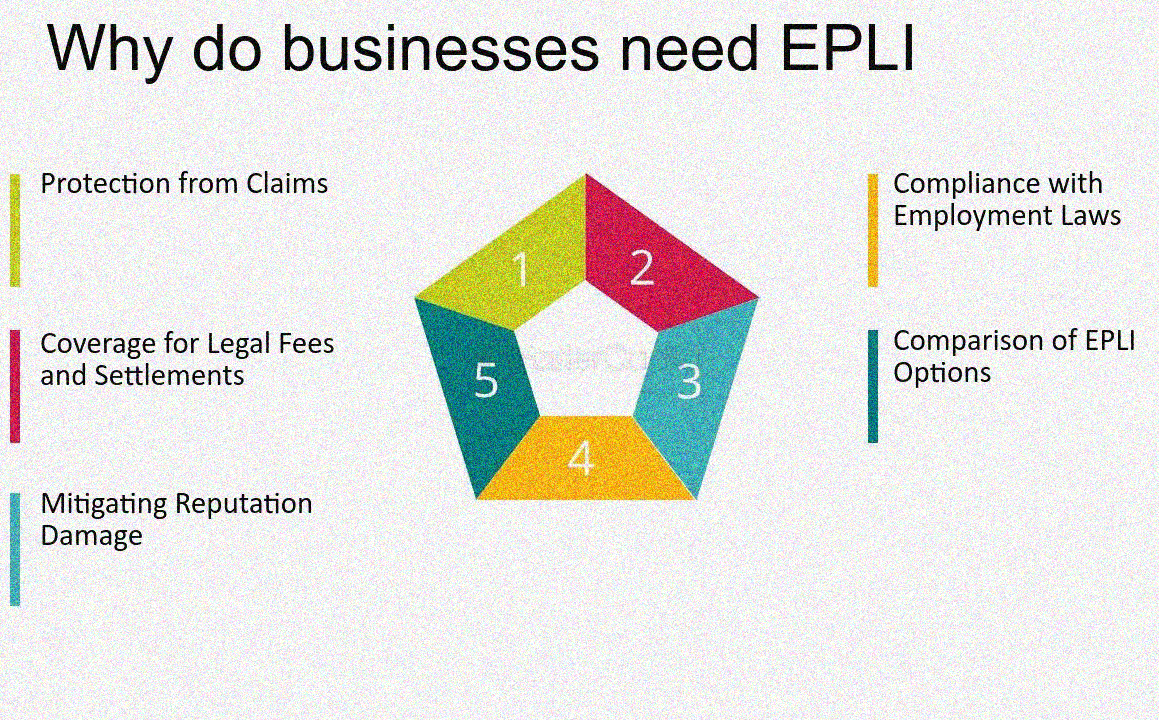 Why do businesses need EPLI
Protection from Claims
Coverage for Legal Fees
and Settlements
Mitigating Reputation
Damage
1
2
3
4
5
Compliance with
Employment Laws
Comparison of EPLI
Options